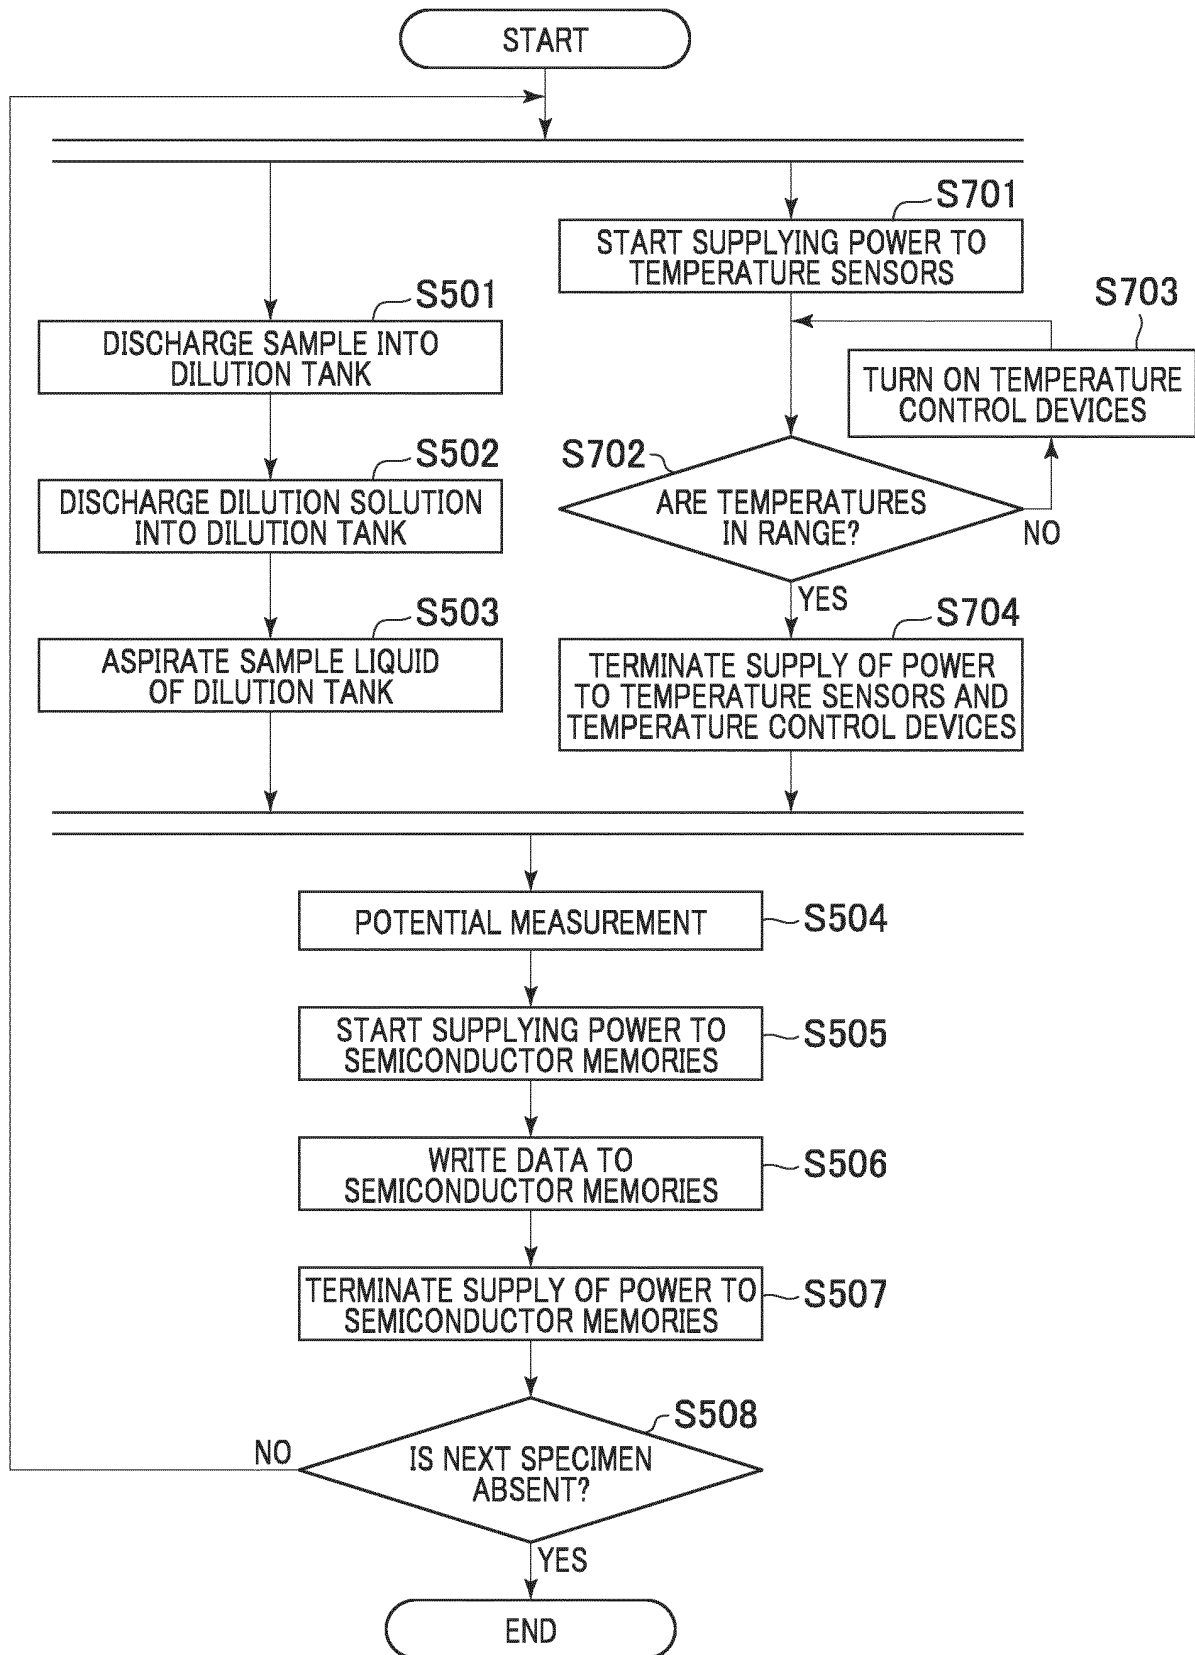 START
S701
START SUPPLYING POWER TO
TEMPERATURE SENSORS
S501
DISCHARGE SAMPLE INTO
DILUTION TANK
S703
TURN ON TEMPERATURE
CONTROL DEVICES
S502
DISCHARGE DILUTION SOLUTION
INTO DILUTION TANK
S702
ARE TEMPERATURES
IN RANGE?
NO
YES
S503
ASPIRATE SAMPLE LIQUID
OF DILUTION TANK
S704
TERMINATE SUPPLY OF POWER
TO TEMPERATURE SENSORS AND
TEMPERATURE CONTROL DEVICES
POTENTIAL MEASUREMENT
S504
START SUPPLYING POWER TO
SEMICONDUCTOR MEMORIES
S505
WRITE DATA TO
SEMICONDUCTOR MEMORIES
S506
TERMINATE SUPPLY OF POWER TO
SEMICONDUCTOR MEMORIES
S507
S508
NO
IS NEXT SPECIMEN
ABSENT?
YES
END